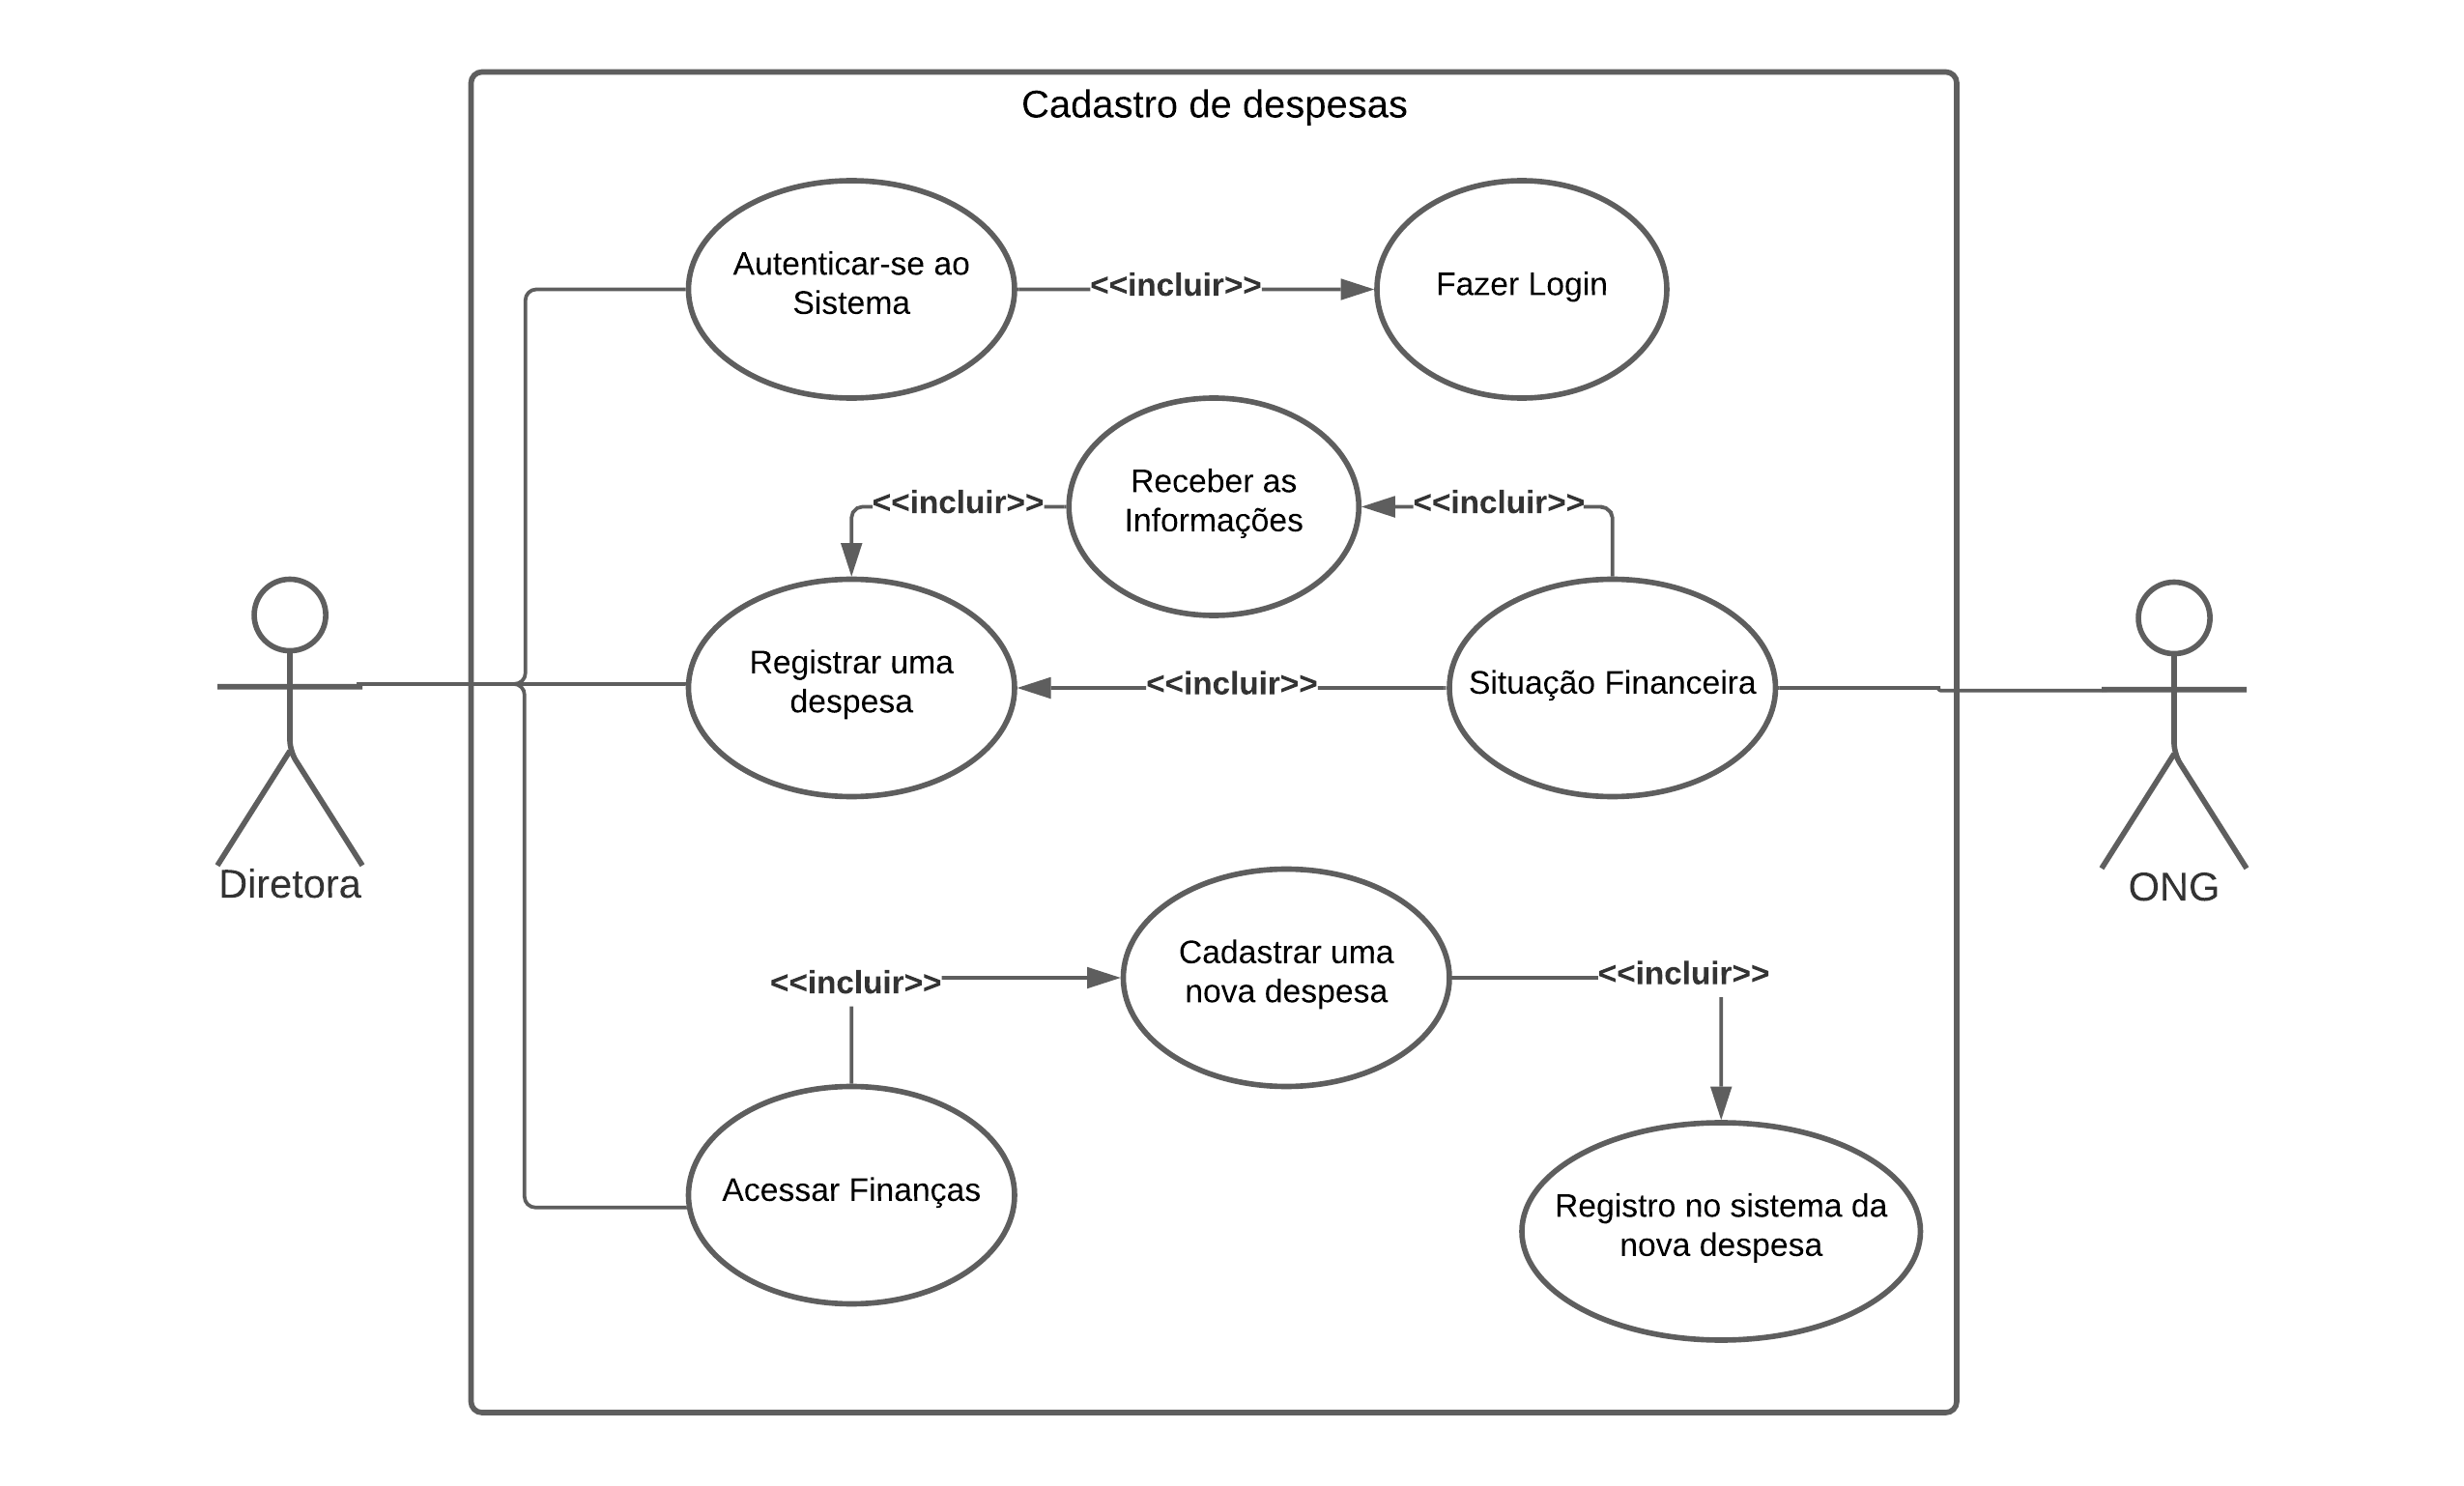 Cadastro de despesas
Autenticar-se ao
Sistema
<<incluir>>
Fazer Login
Receber as
Informações
<<incluir>>
<<incluir>>
Registrar uma
despesa
<<incluir>>
Situação Financeira
Diretora
ONG
Cadastrar uma
nova despesa
<<incluir>>
<<incluir>>
Acessar Finanças
Registro no sistema da
nova despesa